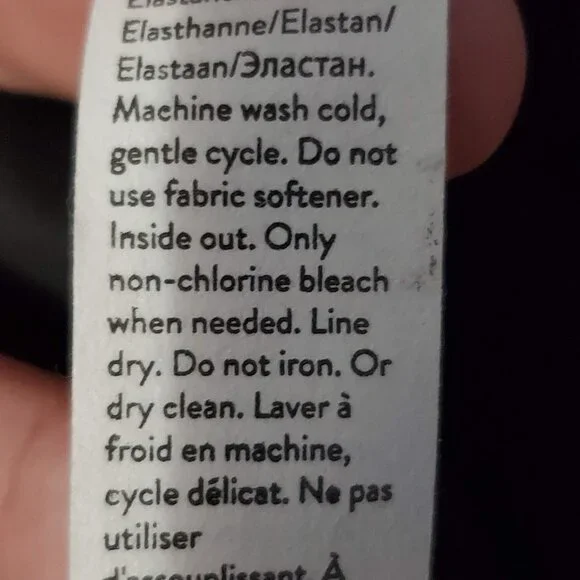 Elasthanne/Elastan/
Elastaan/Эластан.
Machine wash cold,
gentle cycle. Do not
use fabric softener.
Inside out. Only
non-chlorine bleach
when needed. Line
dry. Do not iron. Or
dry clean. Laver à
froid en machine,
cycle délicat. Ne pas
utiliser
d'assouplissant. À